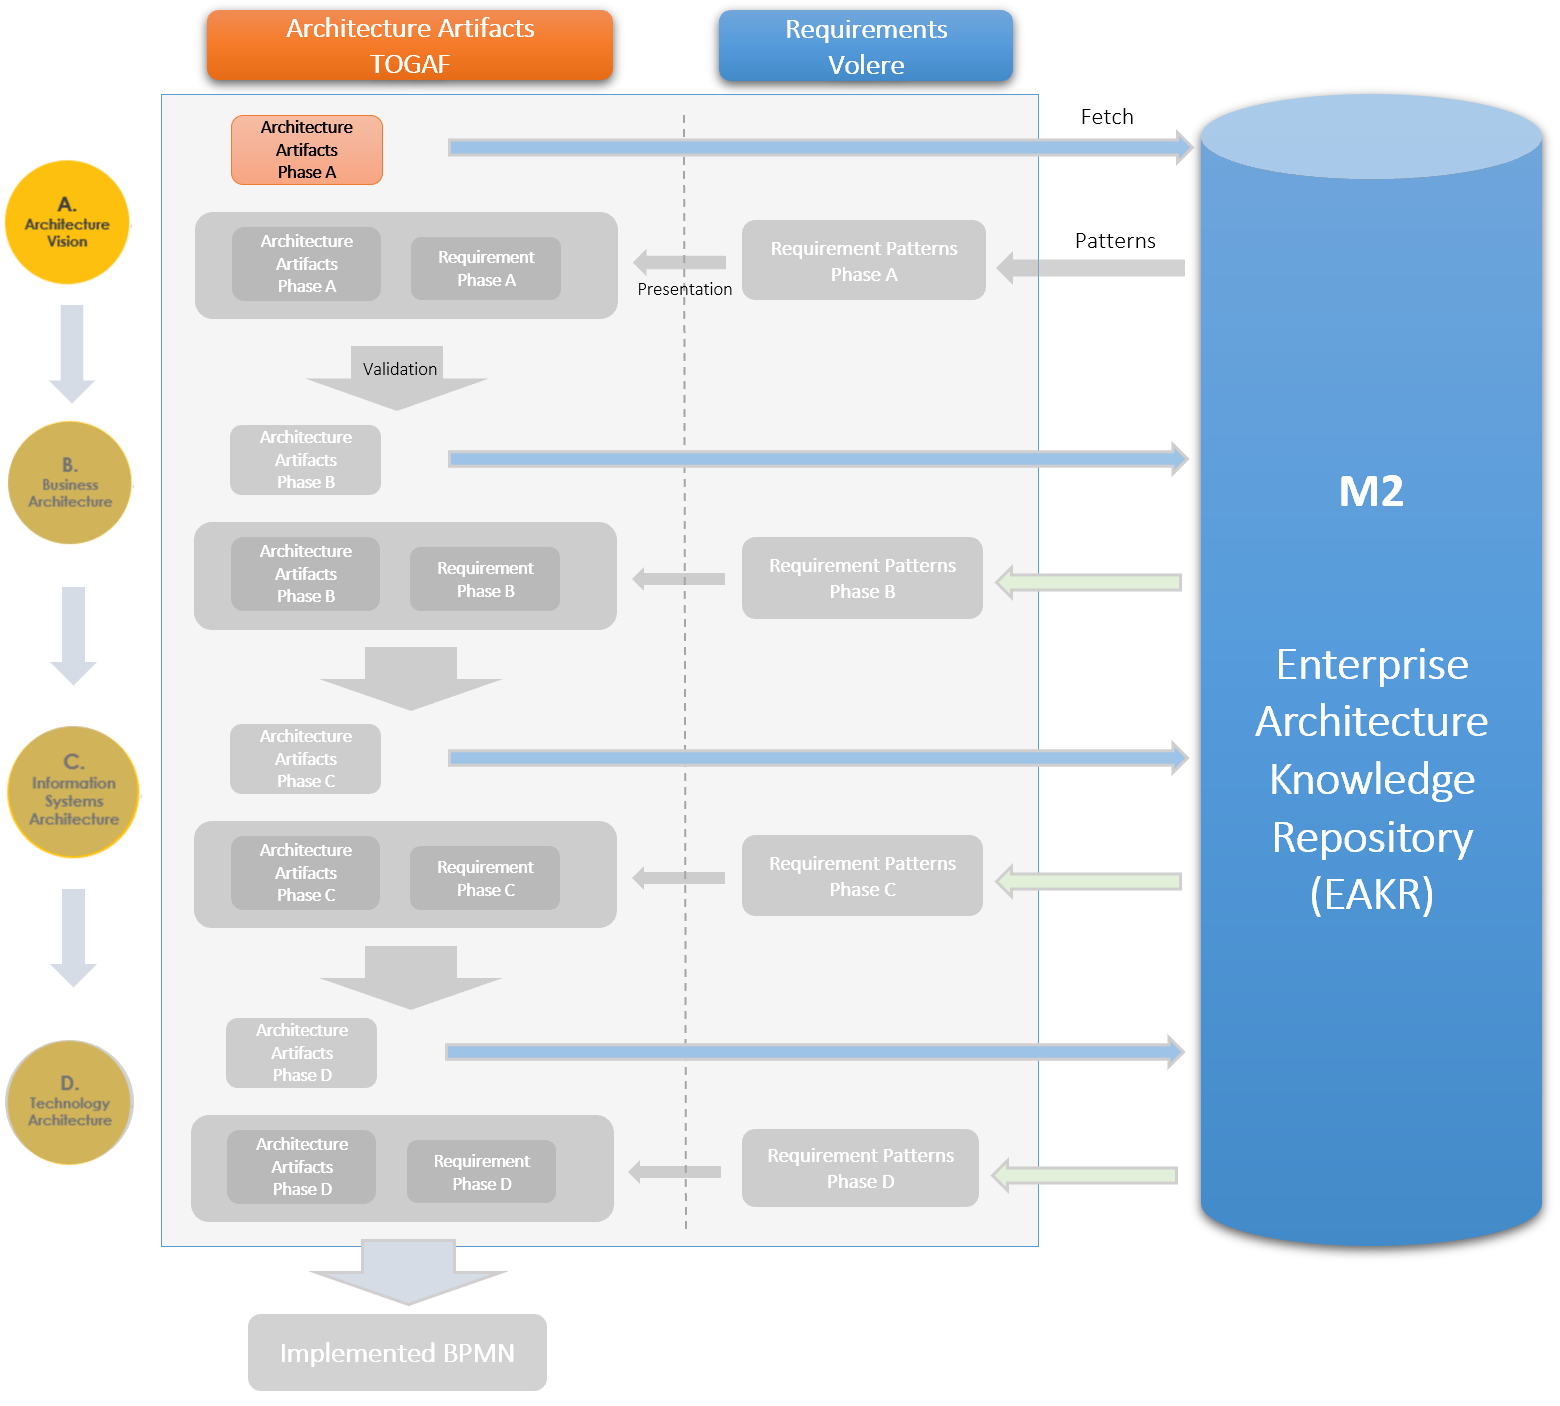 Architecture Artifacts
TOGAF
Requirements
Volere
Architecture
Artifacts
Phase A
Fetch
A.
Architecture
Vision
Architecture
Artifacts
Phase A
Requirement
Phase A
Presentation
Requirement Patterns
Phase A
Patterns
Validation
B.
Business
Architecture
Architecture
Artifacts
Phase B
Architecture
Artifacts
Phase B
Requirement
Phase B
Requirement Patterns
Phase B
M2
Enterprise
Architecture
Knowledge
Repository
(EAKR)
C.
Information
Systems
Architecture
Architecture
Artifacts
Phase C
Architecture
Artifacts
Phase C
Requirement
Phase C
Requirement Patterns
Phase C
D.
Technology
Architecture
Architecture
Artifacts
Phase D
Architecture
Artifacts
Phase D
Requirement
Phase D
Requirement Patterns
Phase D
Implemented BPMN